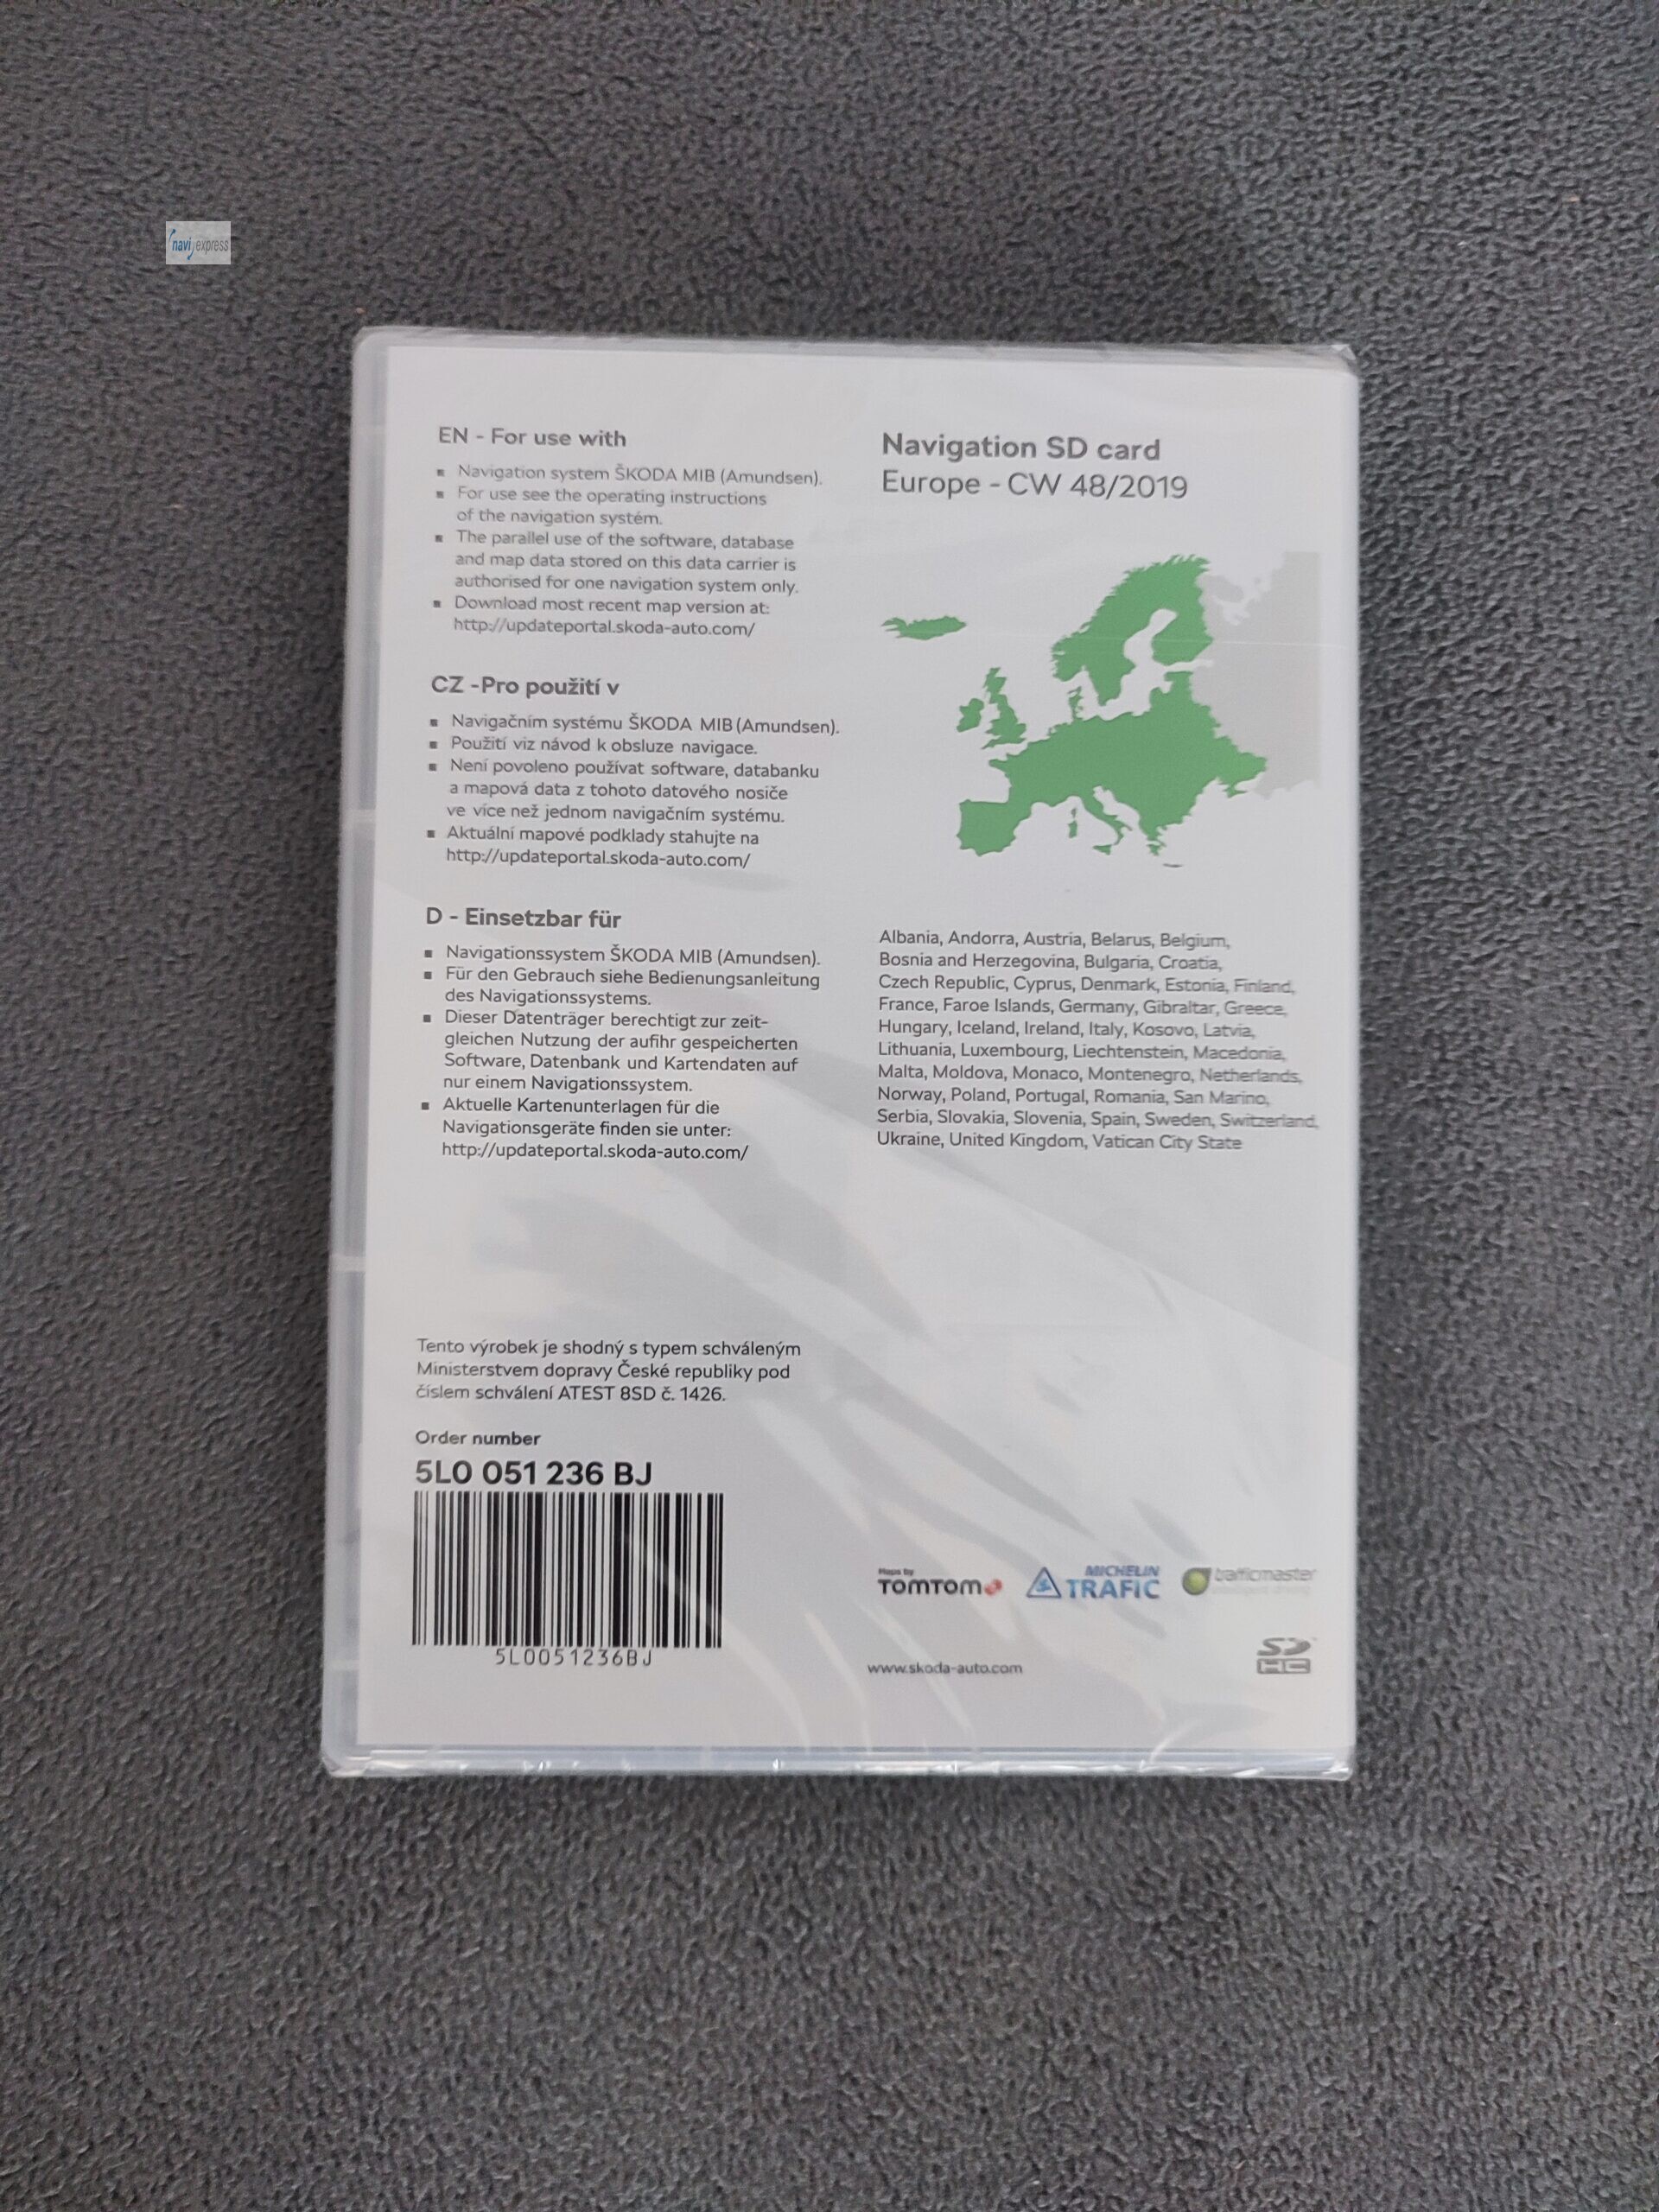 navi express
EN - For use with
▪ Navigation system ŠKODA MIB (Amundsen).
▪ For use see the operating instructions
of the navigation systém.
▪ The parallel use of the software, database
and map data stored on this data carrier is
authorised for one navigation system only.
▪ Download most recent map version at:
http://updateportal.skoda-auto.com/
CZ -Pro použití v
▪ Navigačním systému ŠKODA MIB (Amundsen).
▪ Použití viz návod k obsluze navigace.
▪ Není povoleno používat software, databanku
a mapová data z tohoto datového nosiče
ve více než jednom navigačním systému.
▪ Aktuální mapové podklady stahujte na
http://updateportal.skoda-auto.com/
D - Einsetzbar für
▪ Navigationssystem ŠKODA MIB (Amundsen).
▪ Für den Gebrauch siehe Bedienungsanleitung
des Navigationssystems.
▪ Dieser Datenträger berechtigt zur zeit-
gleichen Nutzung der aufihr gespeicherten
Software, Datenbank und Kartendaten auf
nur einem Navigationssystem.
▪ Aktuelle Kartenunterlagen für die
Navigationsgeräte finden sie unter:
http://updateportal.skoda-auto.com/
Tento výrobek je shodný s typem schváleným
Ministerstvem dopravy České republiky pod
číslem schválení ATEST 8SD č. 1426.
Order number
5L0 051 236 BJ
5L0051236BJ
Navigation SD card
Europe - CW 48/2019
Albania, Andorra, Austria, Belarus, Belgium,
Bosnia and Herzegovina, Bulgaria, Croatia,
Czech Republic, Cyprus, Denmark, Estonia, Finland,
France, Faroe Islands, Germany, Gibraltar, Greece,
Hungary, Iceland, Ireland, Italy, Kosovo, Latvia,
Lithuania, Luxembourg, Liechtenstein, Macedonia,
Malta, Moldova, Monaco, Montenegro, Netherlands,
Norway, Poland, Portugal, Romania, San Marino,
Serbia, Slovakia, Slovenia, Spain, Sweden, Switzerland,
Ukraine, United Kingdom, Vatican City State
Maps by
TOMTOM
MICHELIN
TRAFIC
trafficmaster
www.skoda-auto.com
SD
HC